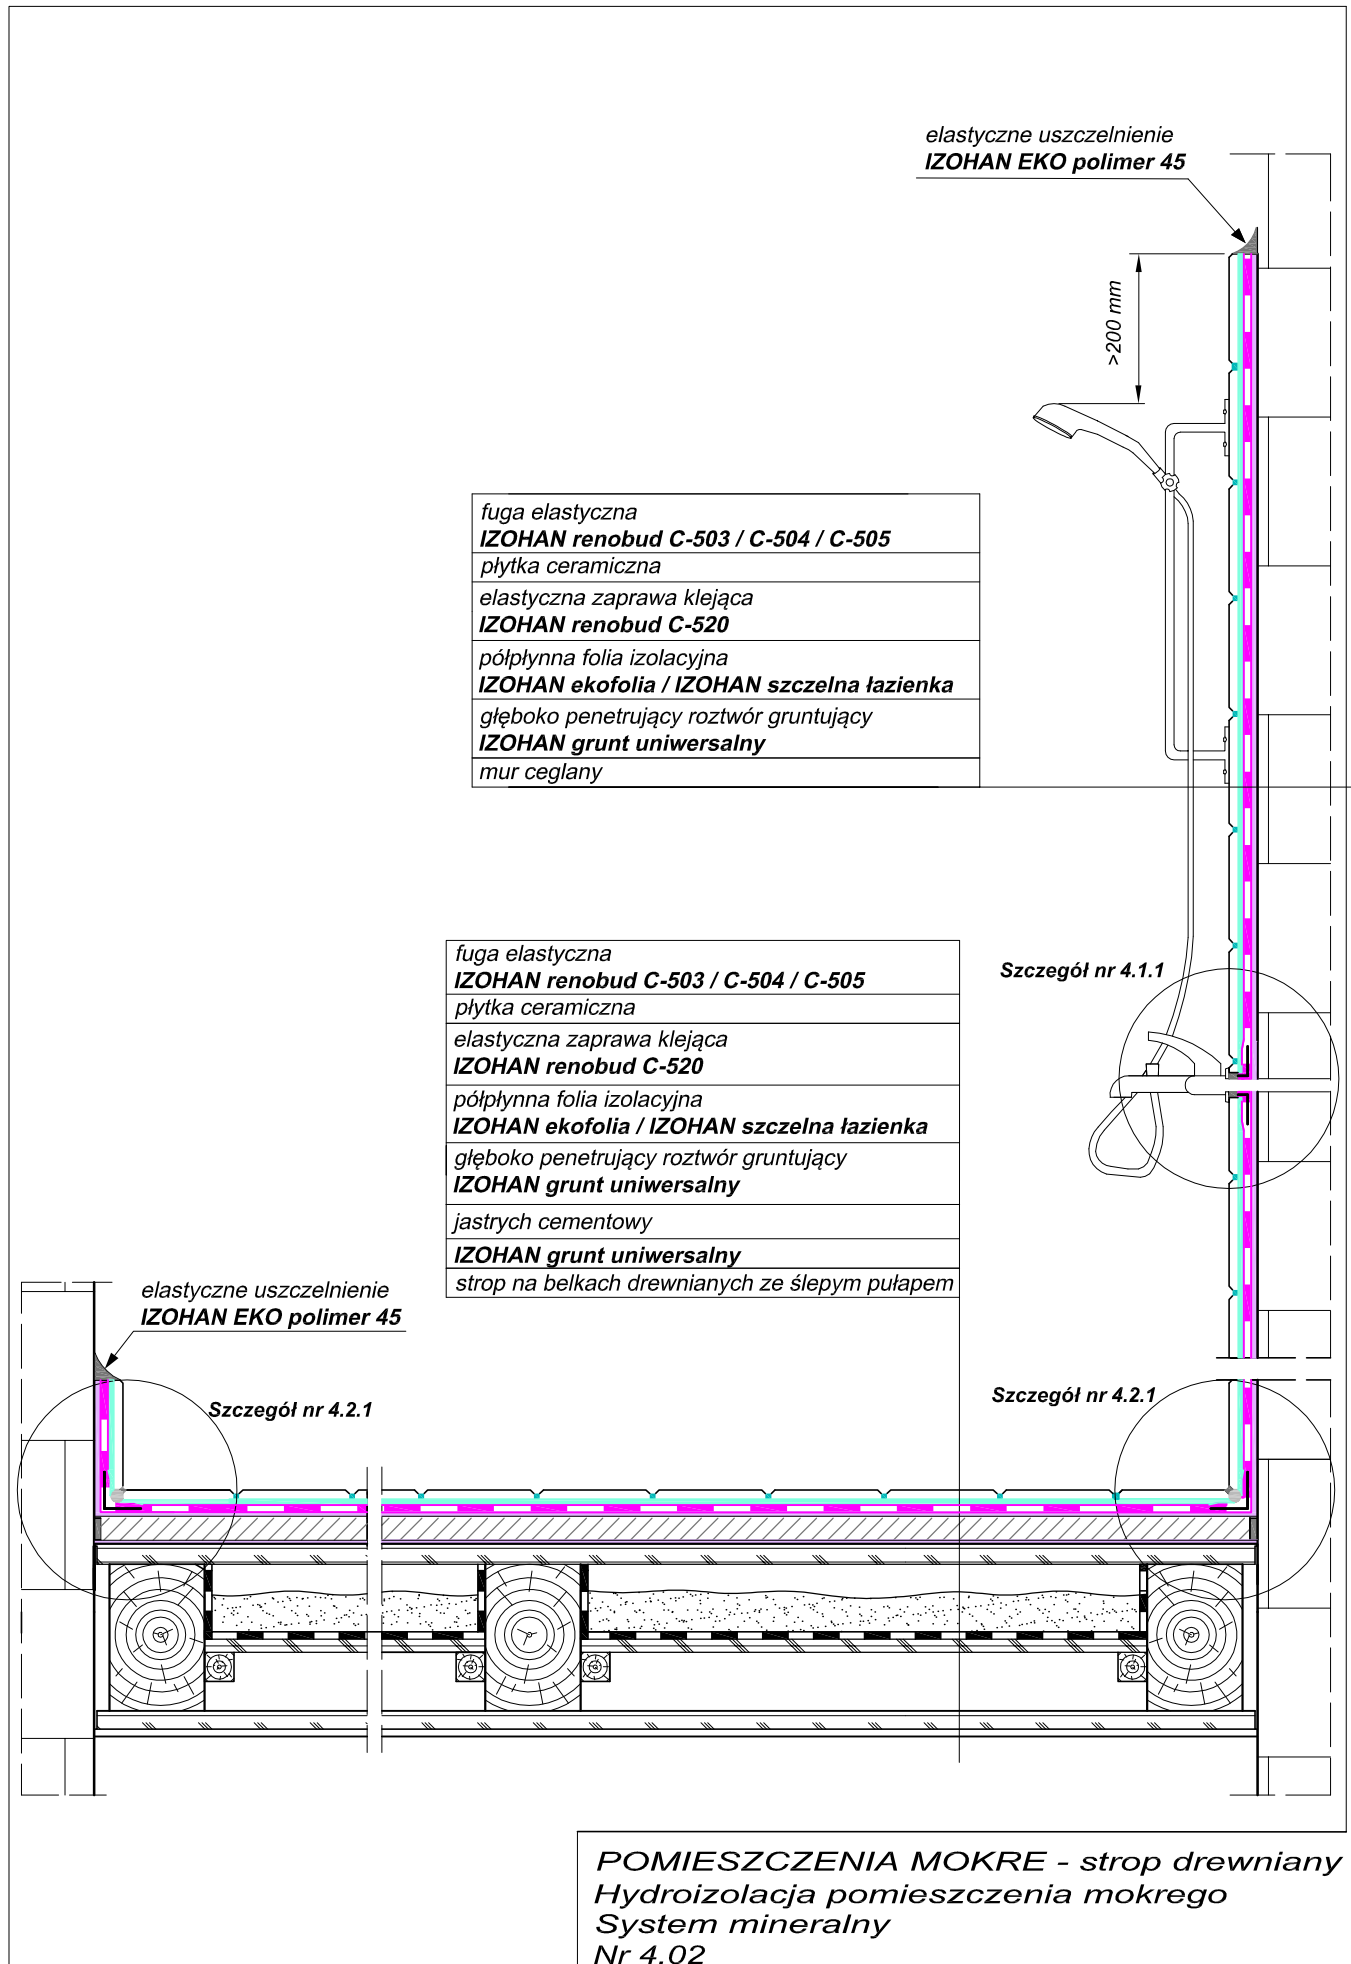 elastyczne uszczelnienie
IZOHAN EKO polimer 45
>200 mm
fuga elastyczna
IZOHAN renobud C-503 / C-504 / C-505
płytka ceramiczna
elastyczna zaprawa klejąca
IZOHAN renobud C-520
półpłynna folia izolacyjna
IZOHAN ekofolia / IZOHAN szczelna łazienka
głęboko penetrujący roztwór gruntujący
IZOHAN grunt uniwersalny
mur ceglany
fuga elastyczna
IZOHAN renobud C-503 / C-504 / C-505
płytka ceramiczna
elastyczna zaprawa klejąca
IZOHAN renobud C-520
półpłynna folia izolacyjna
IZOHAN ekofolia / IZOHAN szczelna łazienka
głęboko penetrujący roztwór gruntujący
IZOHAN grunt uniwersalny
jastrych cementowy
IZOHAN grunt uniwersalny
strop na belkach drewnianych ze ślepym pułapem
Szczegół nr 4.1.1
elastyczne uszczelnienie
IZOHAN EKO polimer 45
Szczegół nr 4.2.1
Szczegół nr 4.2.1
POMIESZCZENIA MOKRE - strop drewniany
Hydroizolacja pomieszczenia mokrego
System mineralny
Nr 4.02